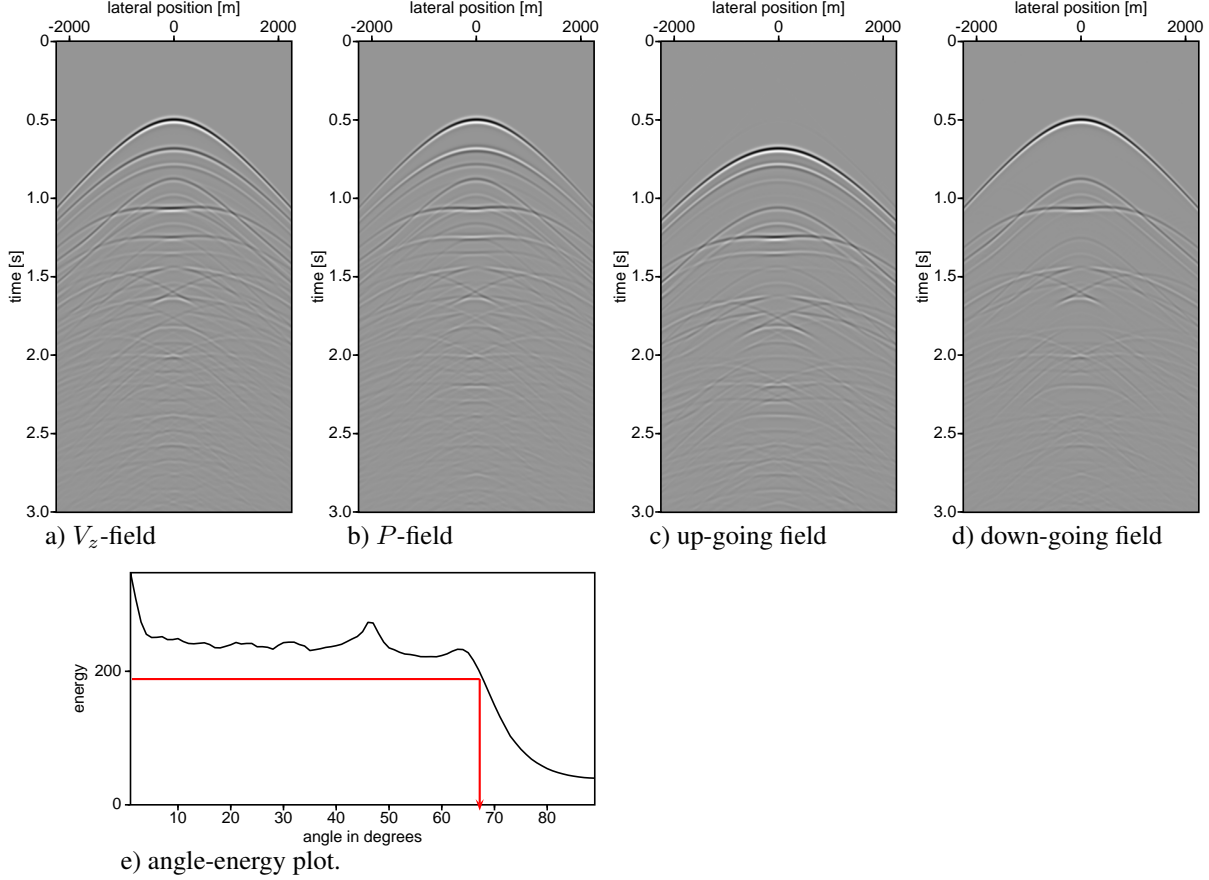 lateral position [m]
-2000 0 2000
0
0.5
1.0
1.5
2.0
2.5
3.0
time [s]
a) Vz-field
lateral position [m]
-2000 0 2000
0
0.5
1.0
1.5
2.0
2.5
3.0
time [s]
b) P-field
lateral position [m]
-2000 0 2000
0
0.5
1.0
1.5
2.0
2.5
3.0
time [s]
c) up-going field
lateral position [m]
-2000 0 2000
0
0.5
1.0
1.5
2.0
2.5
3.0
time [s]
d) down-going field
200
0
energy
10 20 30 40 50 60 70 80
angle in degrees
e) angle-energy plot.